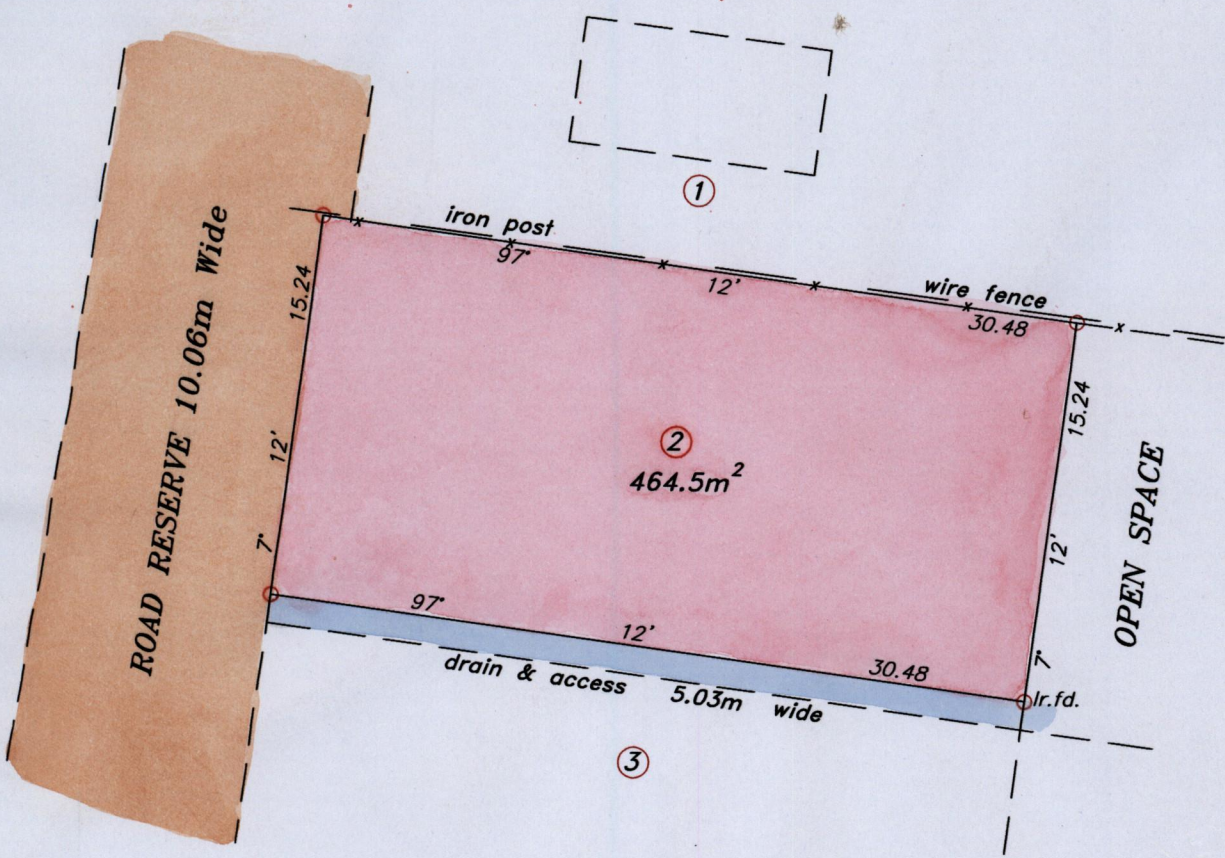 ①
iron post
97°
12'
wire fence
30.48
15.24
12'
7°
ROAD RESERVE 10.06m Wide
②
464.5m²
15.24
12'
7°
OPEN SPACE
97°
12'
30.48
Ir.fd.
drain & access 5.03m wide
③